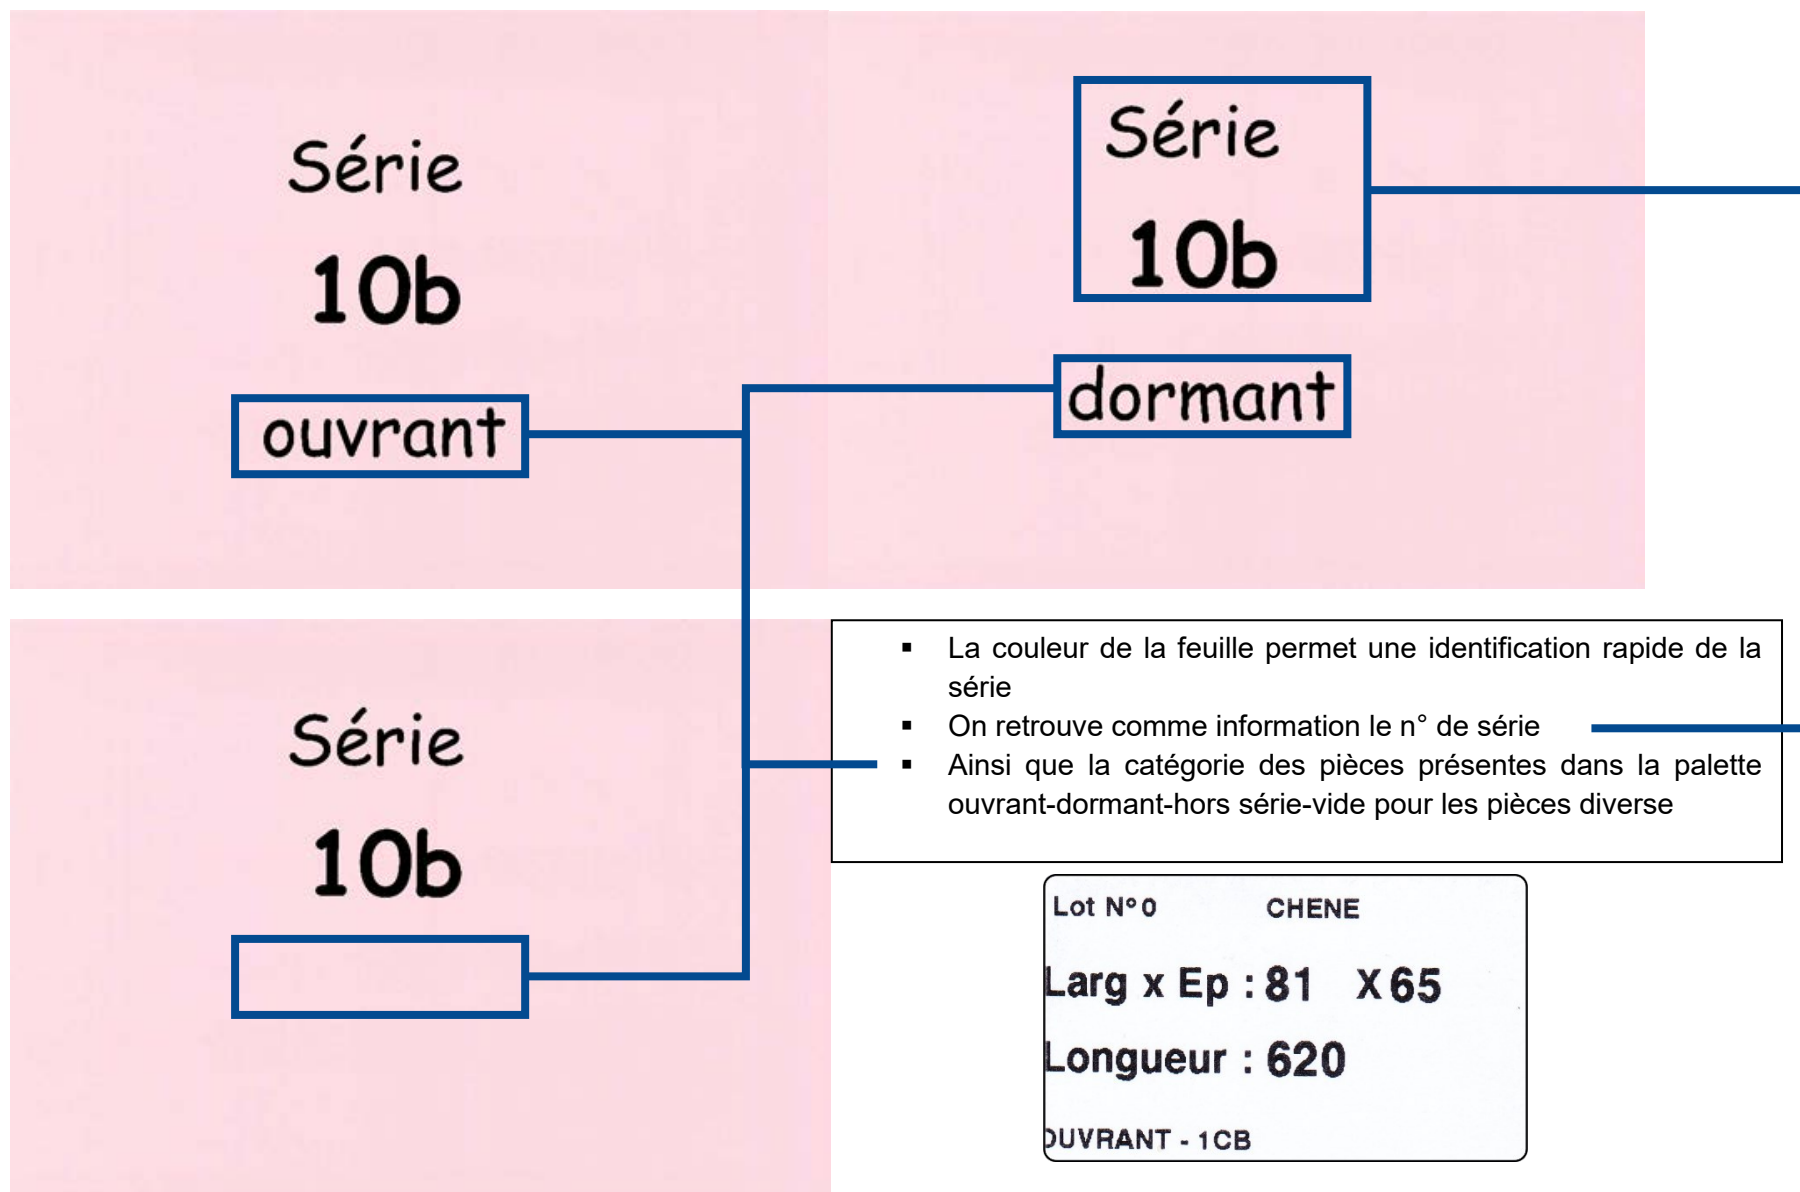 Série
10b
ouvrant
Série
10b
dormant
Série
10b
▪ La couleur de la feuille permet une identification rapide de la
série
▪ On retrouve comme information le n° de série
▪ Ainsi que la catégorie des pièces présentes dans la palette
ouvrant-dormant-hors série-vide pour les pièces diverse
Lot N° 0 CHENE
Larg x Ep : 81 X 65
Longueur : 620
OUVRANT - 1CB